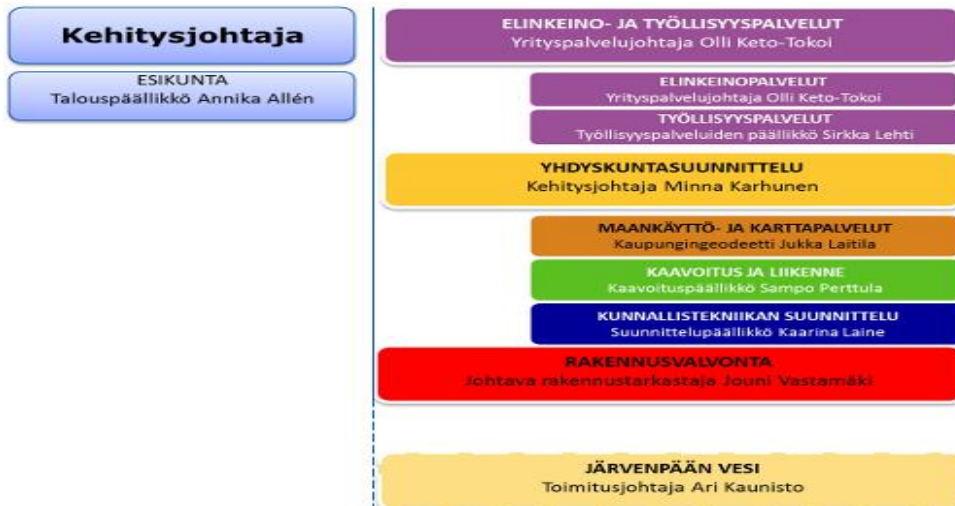 Kehitysjohtaja
ESIKUNTA
Talouspäällikkö Annika Allén
ELINKEINO- JA TYÖLLISYYSPALVELUT
Yrityspalvelujohtaja Olli Keto-Tokoi
ELINKEINOPALVELUT
Yrityspalvelujohtaja Olli Keto-Tokoi
TYÖLLISYYSPALVELUT
Työllisyyspalveluiden päällikkö Sirkka Lehti
YHDYSKUNTASUUNNITTELU
Kehitysjohtaja Minna Karhunen
MAANKÄYTTÖ- JA KARTTAPALVELUT
Kaupungingeodeetti Jukka Laitila
KAAVOITUS JA LIIKENNE
Kaavoituspäällikkö Sampo Perttula
KUNNALLISTEKNIIKAN SUUNNITTELU
Suunnittelupäällikkö Kaarina Laine
RAKENNUSVALVONTA
Johtava rakennustarkastaja Jouni Vastamäki
JÄRVENPÄÄN VESI
Toimitusjohtaja Ari Kaunisto